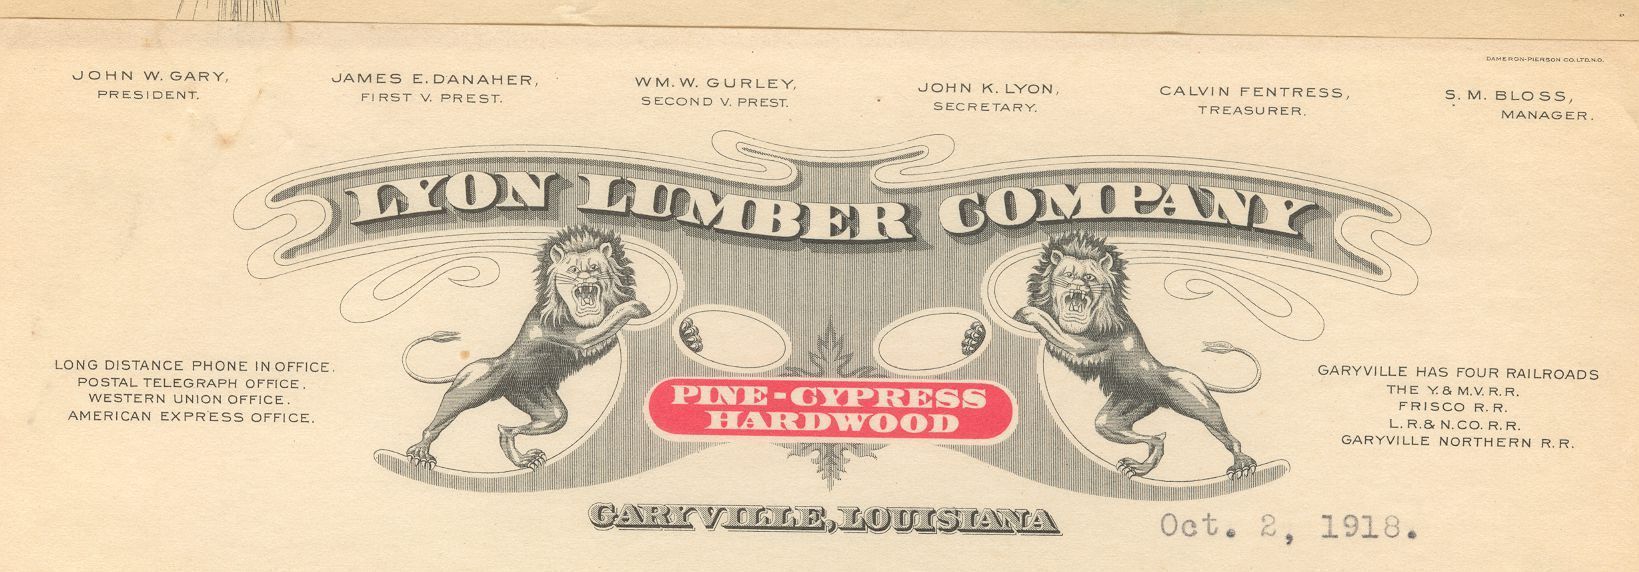 DAMERON-PIERSON CO.LTD.N.O.
JOHN W. GARY,
PRESIDENT.
JAMES E. DANAHER,
FIRST V. PREST.
WM. W. GURLEY,
SECOND V. PREST.
JOHN K. LYON,
SECRETARY.
CALVIN FENTRESS,
TREASURER.
S. M. BLOSS,
MANAGER.
LYON LUMBER COMPANY
LONG DISTANCE PHONE IN OFFICE.
POSTAL TELEGRAPH OFFICE.
WESTERN UNION OFFICE.
AMERICAN EXPRESS OFFICE.
PINE-CYPRESS
HARDWOOD
GARYVILLE HAS FOUR RAILROADS
THE Y. & M.V. R.R.
FRISCO R.R.
L.R. & N. CO. R.R.
GARYVILLE NORTHERN R.R.
GARYVILLE, LOUISIANA
Oct. 2, 1918.